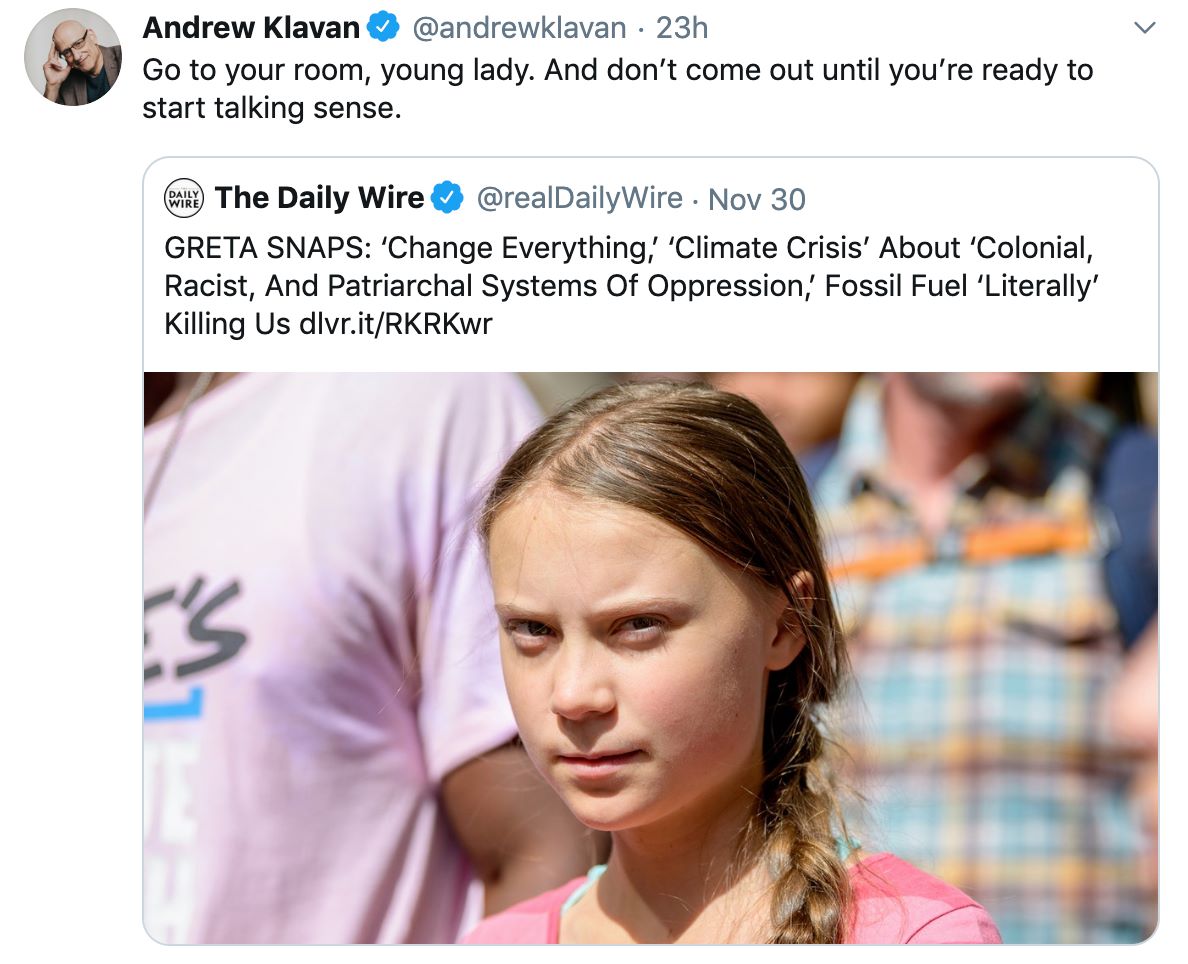 Andrew Klavan @andrewklavan · 23h
Go to your room, young lady. And don’t come out until you’re ready to
start talking sense.
DAILY
WIRE
The Daily Wire @realDailyWire · Nov 30
GRETA SNAPS: ‘Change Everything,’ ‘Climate Crisis’ About ‘Colonial,
Racist, And Patriarchal Systems Of Oppression,’ Fossil Fuel ‘Literally’
Killing Us dlvr.it/RKRKwr
'S